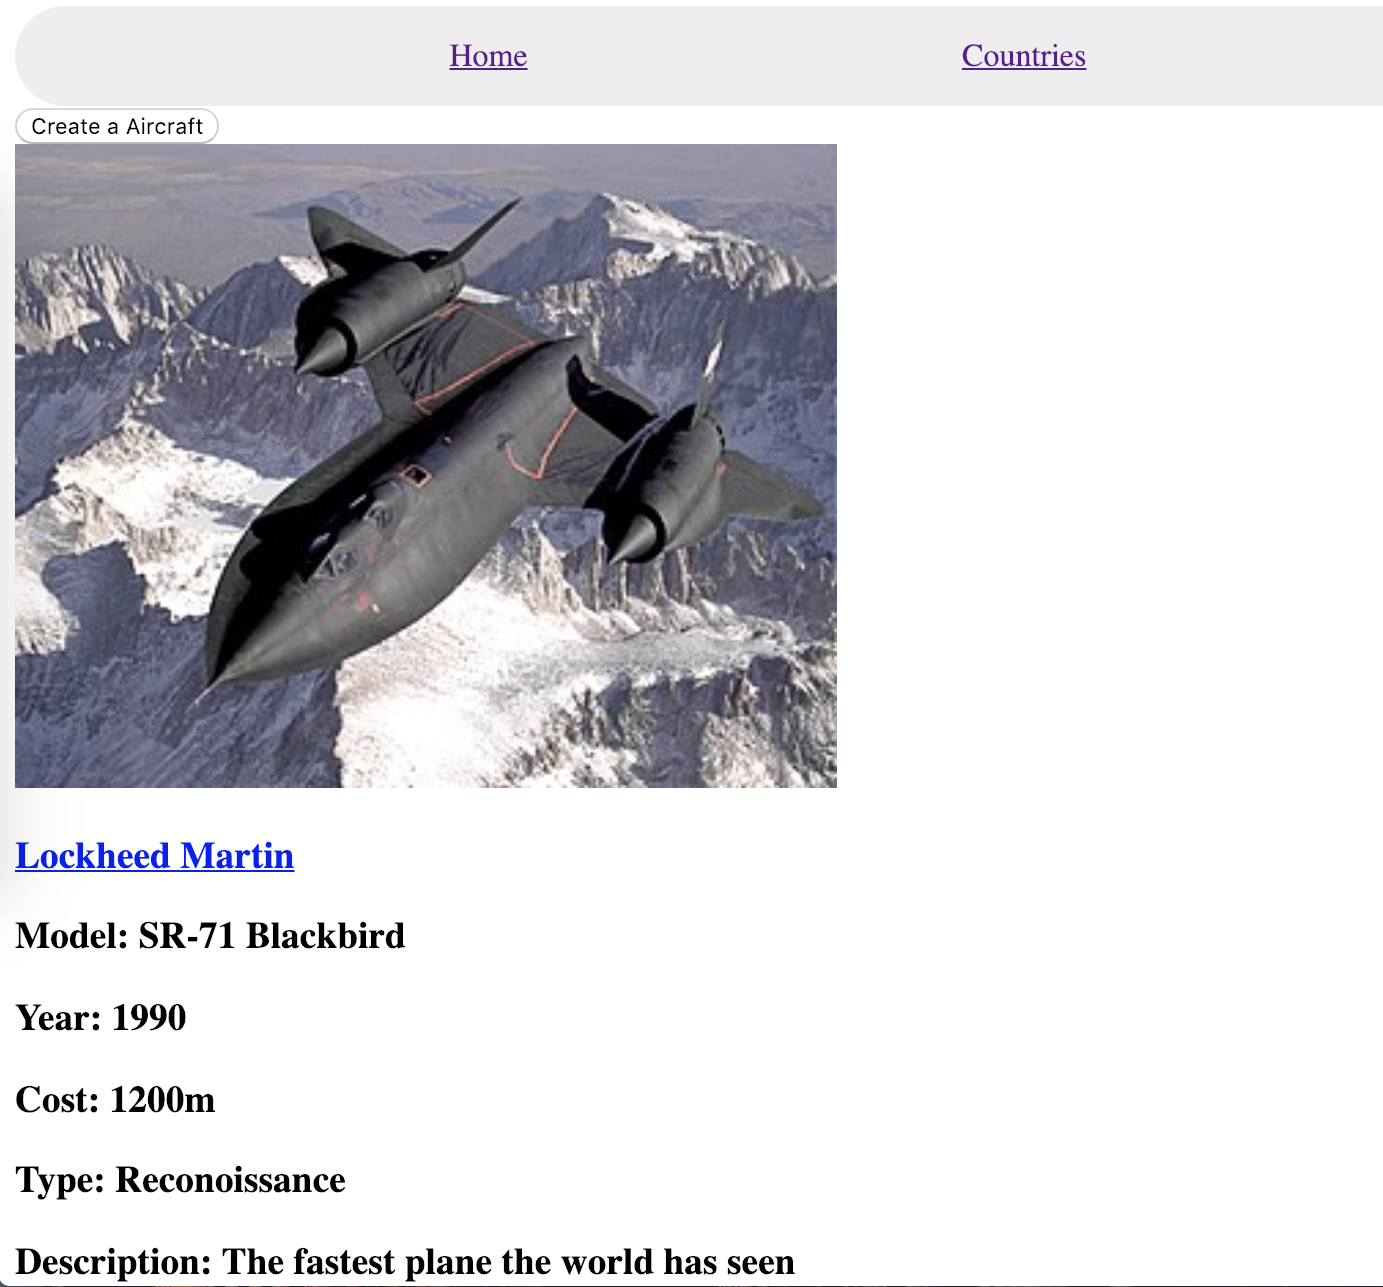 Home Countries
Create a Aircraft
Lockheed Martin
Model: SR-71 Blackbird
Year: 1990
Cost: 1200m
Type: Reconoissance
Description: The fastest plane the world has seen